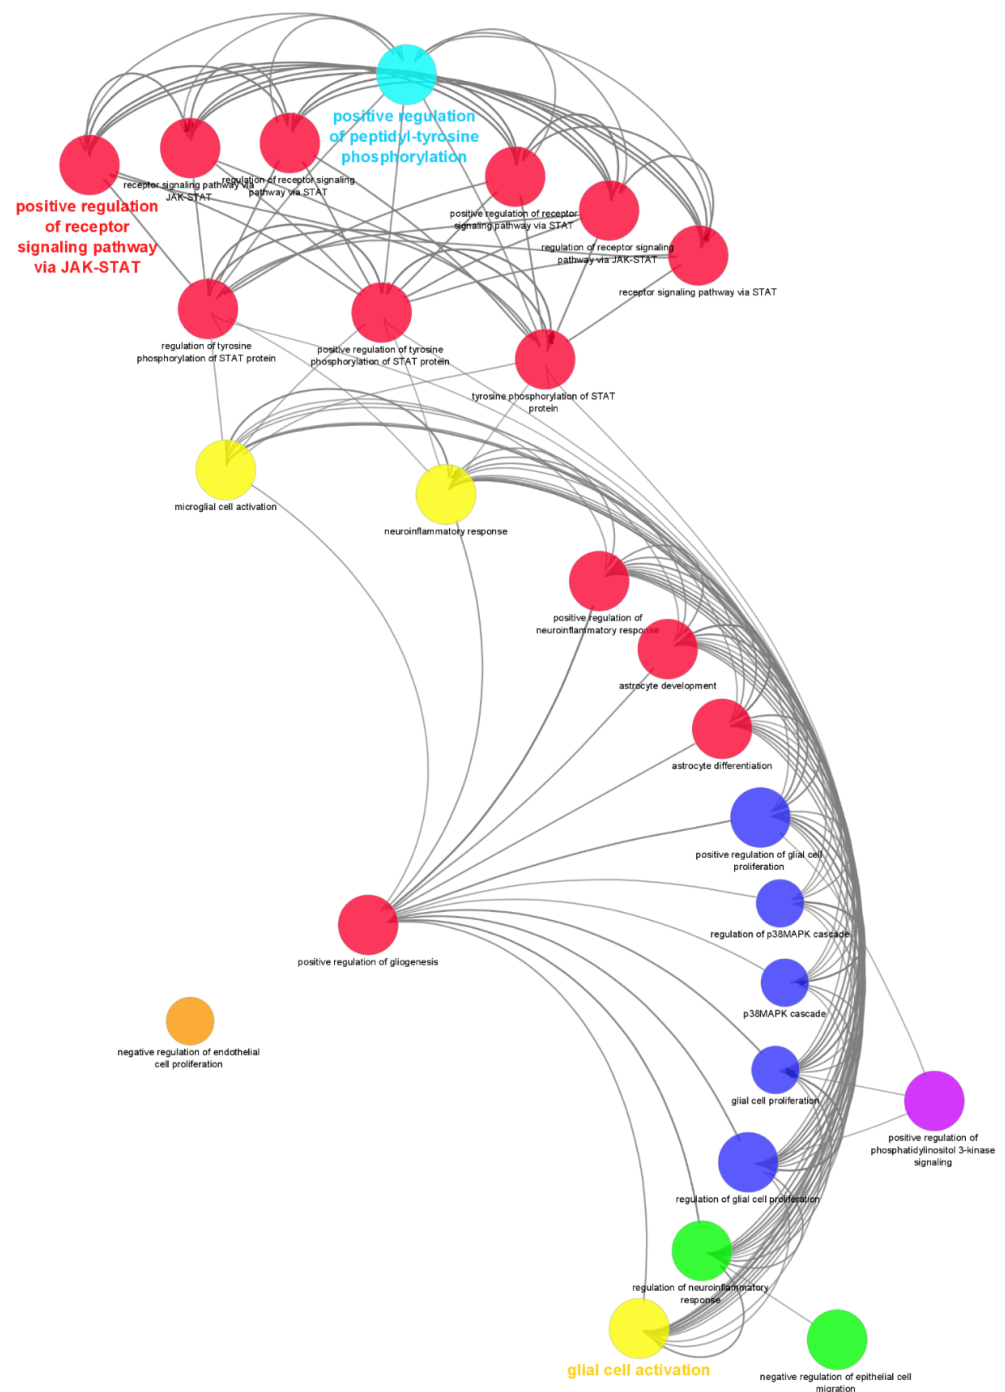 positive regulation
of peptidyl-tyrosine
phosphorylation
positive regulation
of receptor
signaling pathway
via JAK-STAT
receptor signaling pathway via
JAK-STAT
regulation of receptor signaling
pathway via STAT
positive regulation of receptor
signaling pathway via STAT
regulation of receptor signaling
pathway via JAK-STAT
receptor signaling pathway via STAT
regulation of tyrosine
phosphorylation of STAT protein
positive regulation of tyrosine
phosphorylation of STAT protein
tyrosine phosphorylation of STAT
protein
microglial cell activation
neuroinflammatory response
positive regulation of
neuroinflammatory response
astrocyte development
astrocyte differentiation
positive regulation of glial cell
proliferation
regulation of p38MAPK cascade
positive regulation of gliogenesis
p38MAPK cascade
negative regulation of endothelial
cell proliferation
glial cell proliferation
positive regulation of
phosphatidylinositol 3-kinase
signaling
regulation of glial cell proliferation
regulation of neuroinflammatory
response
glial cell activation
negative regulation of epithelial cell
migration